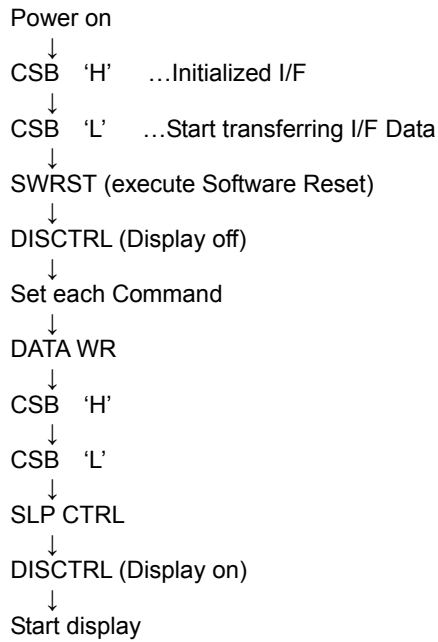 Power on
↓
CSB ‘H’ …Initialized I/F
↓
CSB ‘L’ …Start transferring I/F Data
↓
SWRST (execute Software Reset)
↓
DISCTRL (Display off)
↓
Set each Command
↓
DATA WR
↓
CSB ‘H’
↓
CSB ‘L’
↓
SLP CTRL
↓
DISCTRL (Display on)
↓
Start display